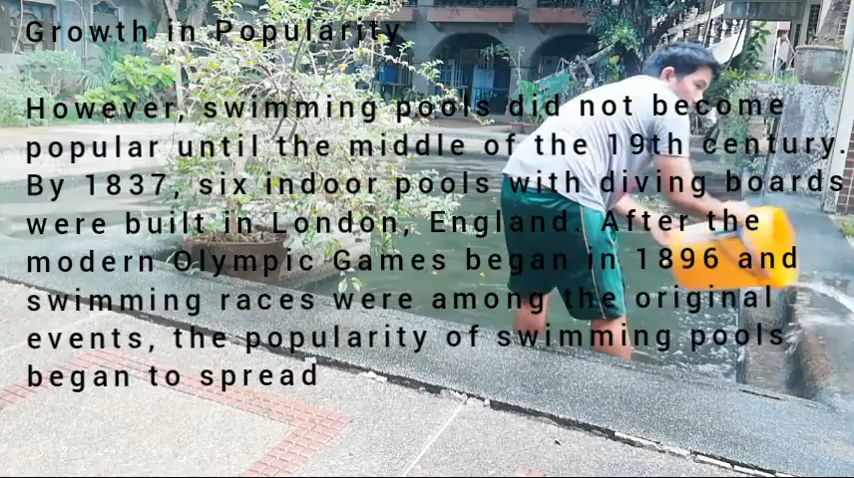 Growth in Popularity
However, swimming pools did not become
popular until the middle of the 19th century.
By 1837, six indoor pools with diving boards
were built in London, England. After the
modern Olympic Games began in 1896 and
swimming races were among the original
events, the popularity of swimming pools
began to spread